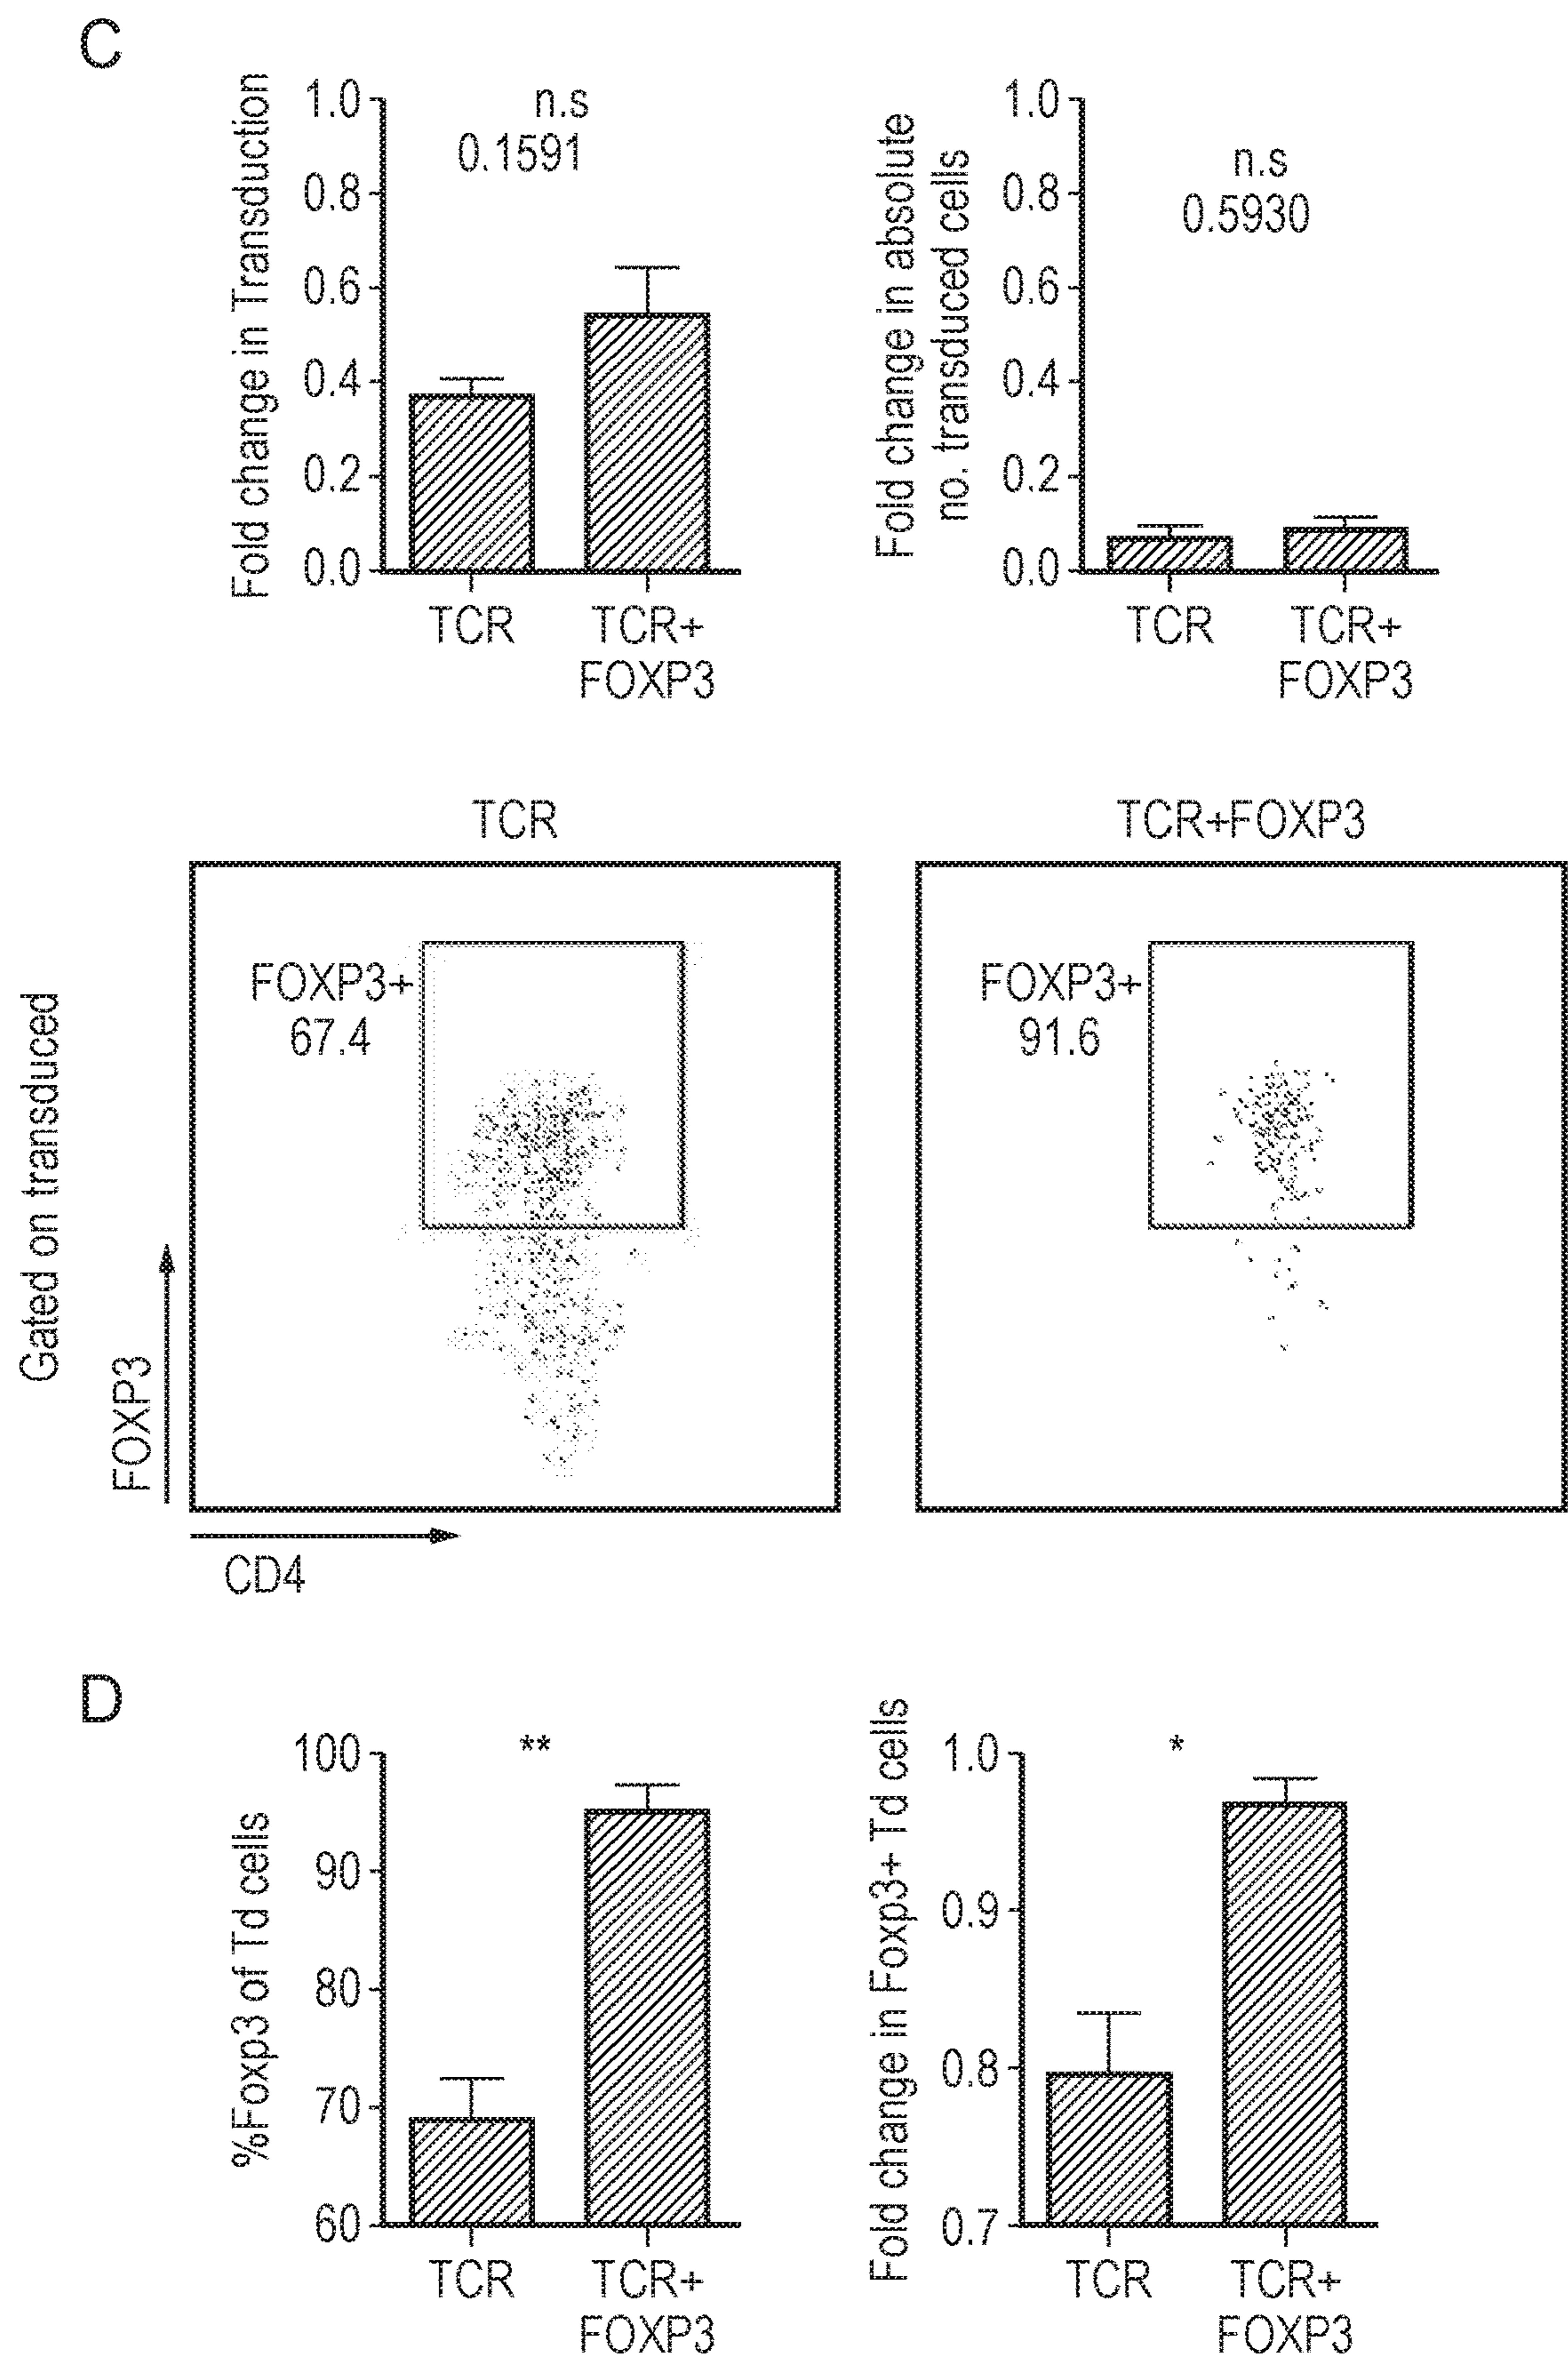 C
Fold change in Transduction
1.0
0.8
0.6
0.4
0.2
0.0
n.s
0.1591
TCR
TCR+
FOXP3
Fold change in absolute
no. transduced cells
1.0
0.8
0.6
0.4
0.2
0.0
n.s
0.5930
TCR
TCR+
FOXP3
Gated on transduced
TCR
FOXP3+
67.4
TCR+FOXP3
FOXP3+
91.6
FOXP3
CD4
D
%Foxp3 of Td cells
100
90
80
70
60
**
TCR
TCR+
FOXP3
Fold change in Foxp3+ Td cells
1.0
0.9
0.8
0.7
*
TCR
TCR+
FOXP3